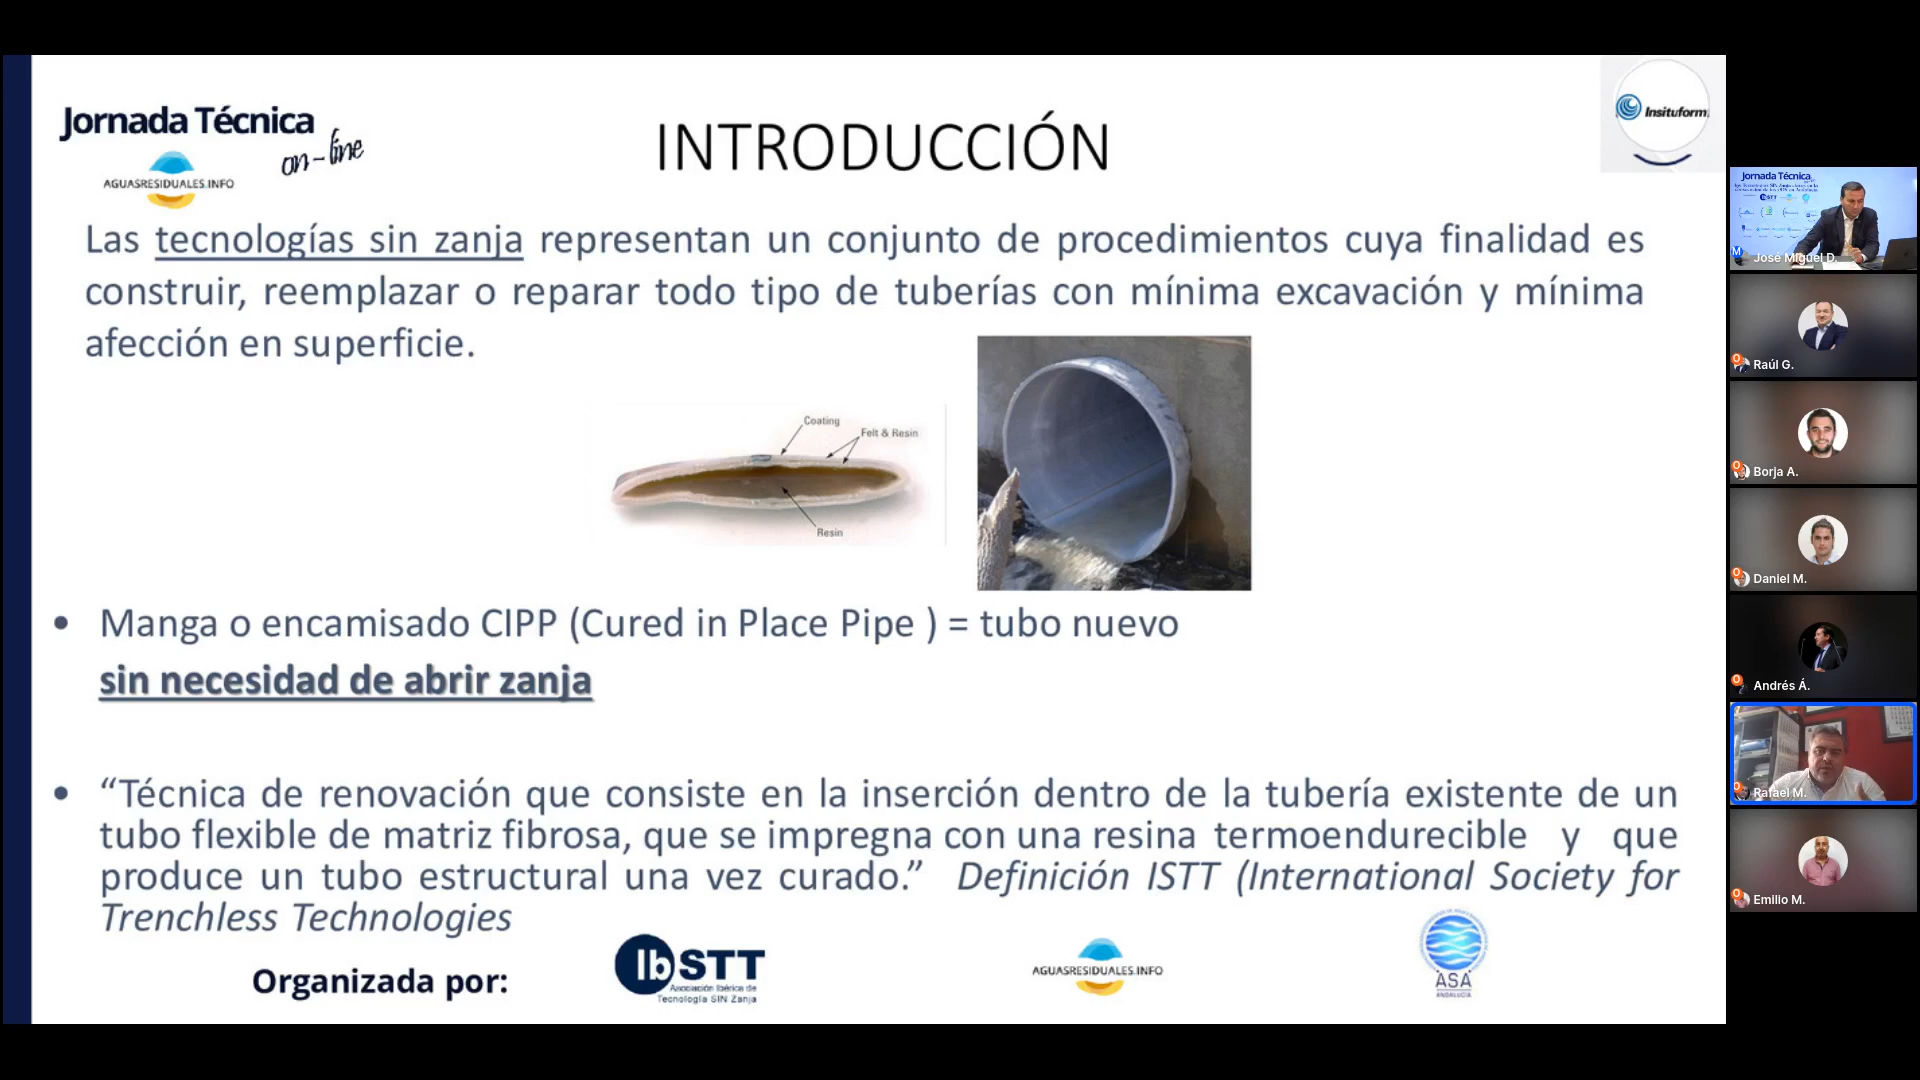 Jornada Técnica
on-line
AGUASRESIDUALES.INFO
INTRODUCCIÓN
Insituform
Las tecnologías sin zanja representan un conjunto de procedimientos cuya finalidad es
construir, reemplazar o reparar todo tipo de tuberías con mínima excavación y mínima
afección en superficie.
Coating
Felt & Resin
Resin
• Manga o encamisado CIPP (Cured in Place Pipe ) = tubo nuevo
sin necesidad de abrir zanja
• “Técnica de renovación que consiste en la inserción dentro de la tubería existente de un
tubo flexible de matriz fibrosa, que se impregna con una resina termoendurecible y que
produce un tubo estructural una vez curado.” Definición ISTT (International Society for
Trenchless Technologies
Organizada por:
IbSTT
Asociación Ibérica de
Tecnología SIN Zanja
AGUASRESIDUALES.INFO
ASA
ANDALUCÍA
Jornada Técnica
IbSTT
M
José Miguel D.
O
Raúl G.
O
Borja A.
O
Daniel M.
O
Andrés Á.
O
Rafael M.
O
Emilio M.